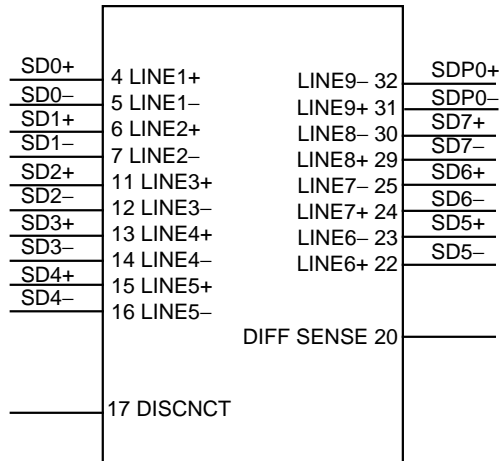 SD0+
4 LINE1+
SD0−
5 LINE1−
SD1+
6 LINE2+
SD1−
7 LINE2−
SD2+
11 LINE3+
SD2−
12 LINE3−
SD3+
13 LINE4+
SD3−
14 LINE4−
SD4+
15 LINE5+
SD4−
16 LINE5−
17 DISCNCT
LINE9− 32
SDP0+
LINE9+ 31
SDP0−
LINE8− 30
SD7+
LINE8+ 29
SD7−
LINE7− 25
SD6+
LINE7+ 24
SD6−
LINE6− 23
SD5+
LINE6+ 22
SD5−
DIFF SENSE 20